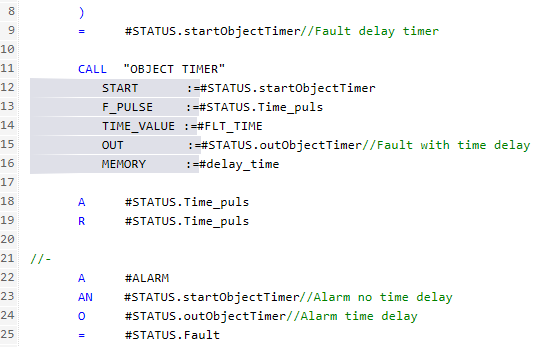 8 )
9 = #STATUS.startObjectTimer//Fault delay timer
10
11 CALL "OBJECT TIMER"
12 START :=#STATUS.startObjectTimer
13 F_PULSE :=#STATUS.Time_puls
14 TIME_VALUE :=#FLT_TIME
15 OUT :=#STATUS.outObjectTimer//Fault with time delay
16 MEMORY :=#delay_time
17
18 A #STATUS.Time_puls
19 R #STATUS.Time_puls
20
21 //-
22 A #ALARM
23 AN #STATUS.startObjectTimer//Alarm no time delay
24 O #STATUS.outObjectTimer//Alarm time delay
25 = #STATUS.Fault